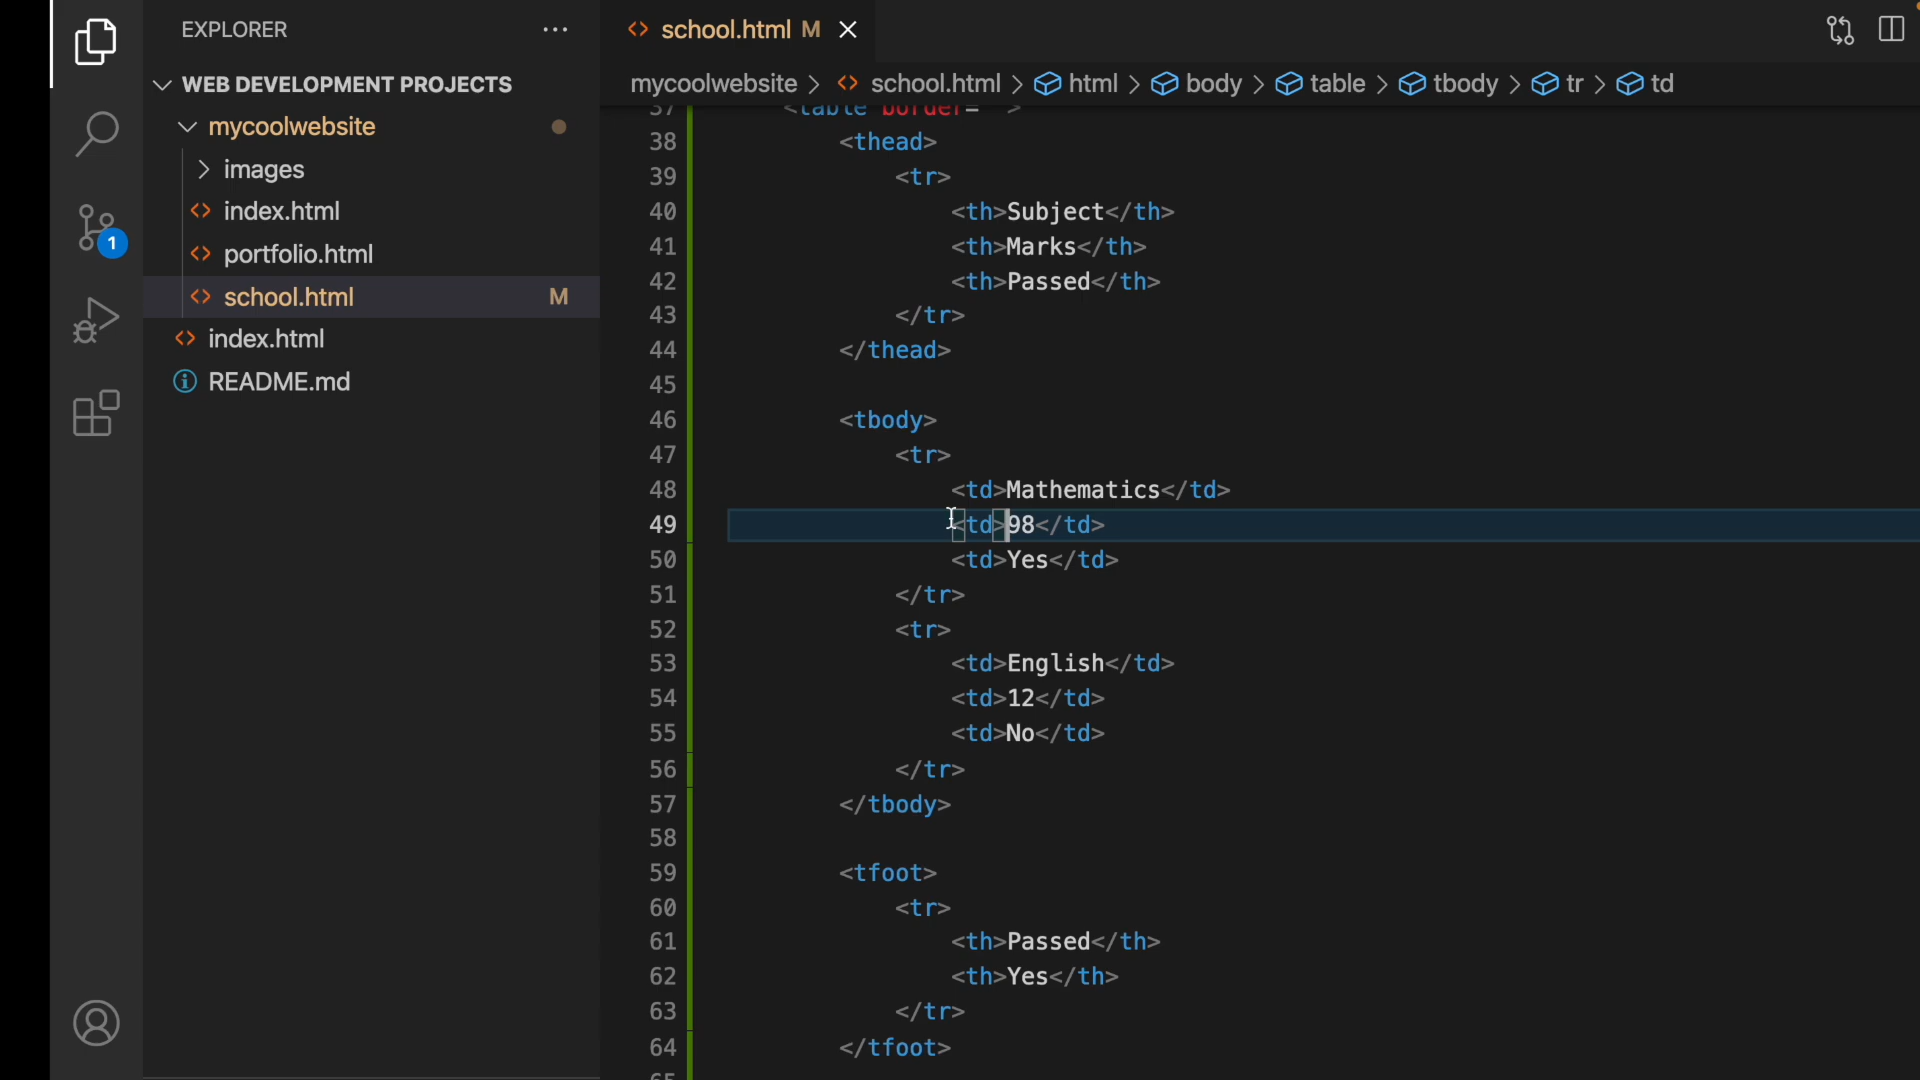 EXPLORER
WEB DEVELOPMENT PROJECTS
mycoolwebsite
images
index.html
portfolio.html
school.html M
index.html
README.md
1
school.html M
mycoolwebsite > school.html > html > body > table > tbody > tr > td
37 <table border=
38 <thead>
39 <tr>
40 <th>Subject</th>
41 <th>Marks</th>
42 <th>Passed</th>
43 </tr>
44 </thead>
45
46 <tbody>
47 <tr>
48 <td>Mathematics</td>
49 <td>98</td>
50 <td>Yes</td>
51 </tr>
52 <tr>
53 <td>English</td>
54 <td>12</td>
55 <td>No</td>
56 </tr>
57 </tbody>
58
59 <tfoot>
60 <tr>
61 <th>Passed</th>
62 <th>Yes</th>
63 </tr>
64 </tfoot>
65